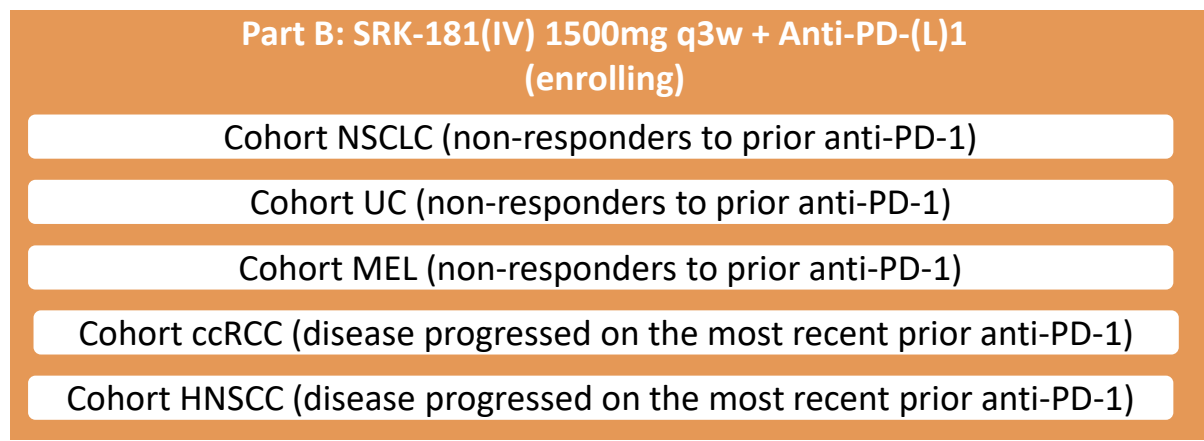 Part B: SRK-181(IV) 1500mg q3w + Anti-PD-(L)1
(enrolling)
Cohort NSCLC (non-responders to prior anti-PD-1)
Cohort UC (non-responders to prior anti-PD-1)
Cohort MEL (non-responders to prior anti-PD-1)
Cohort ccRCC (disease progressed on the most recent prior anti-PD-1)
Cohort HNSCC (disease progressed on the most recent prior anti-PD-1)